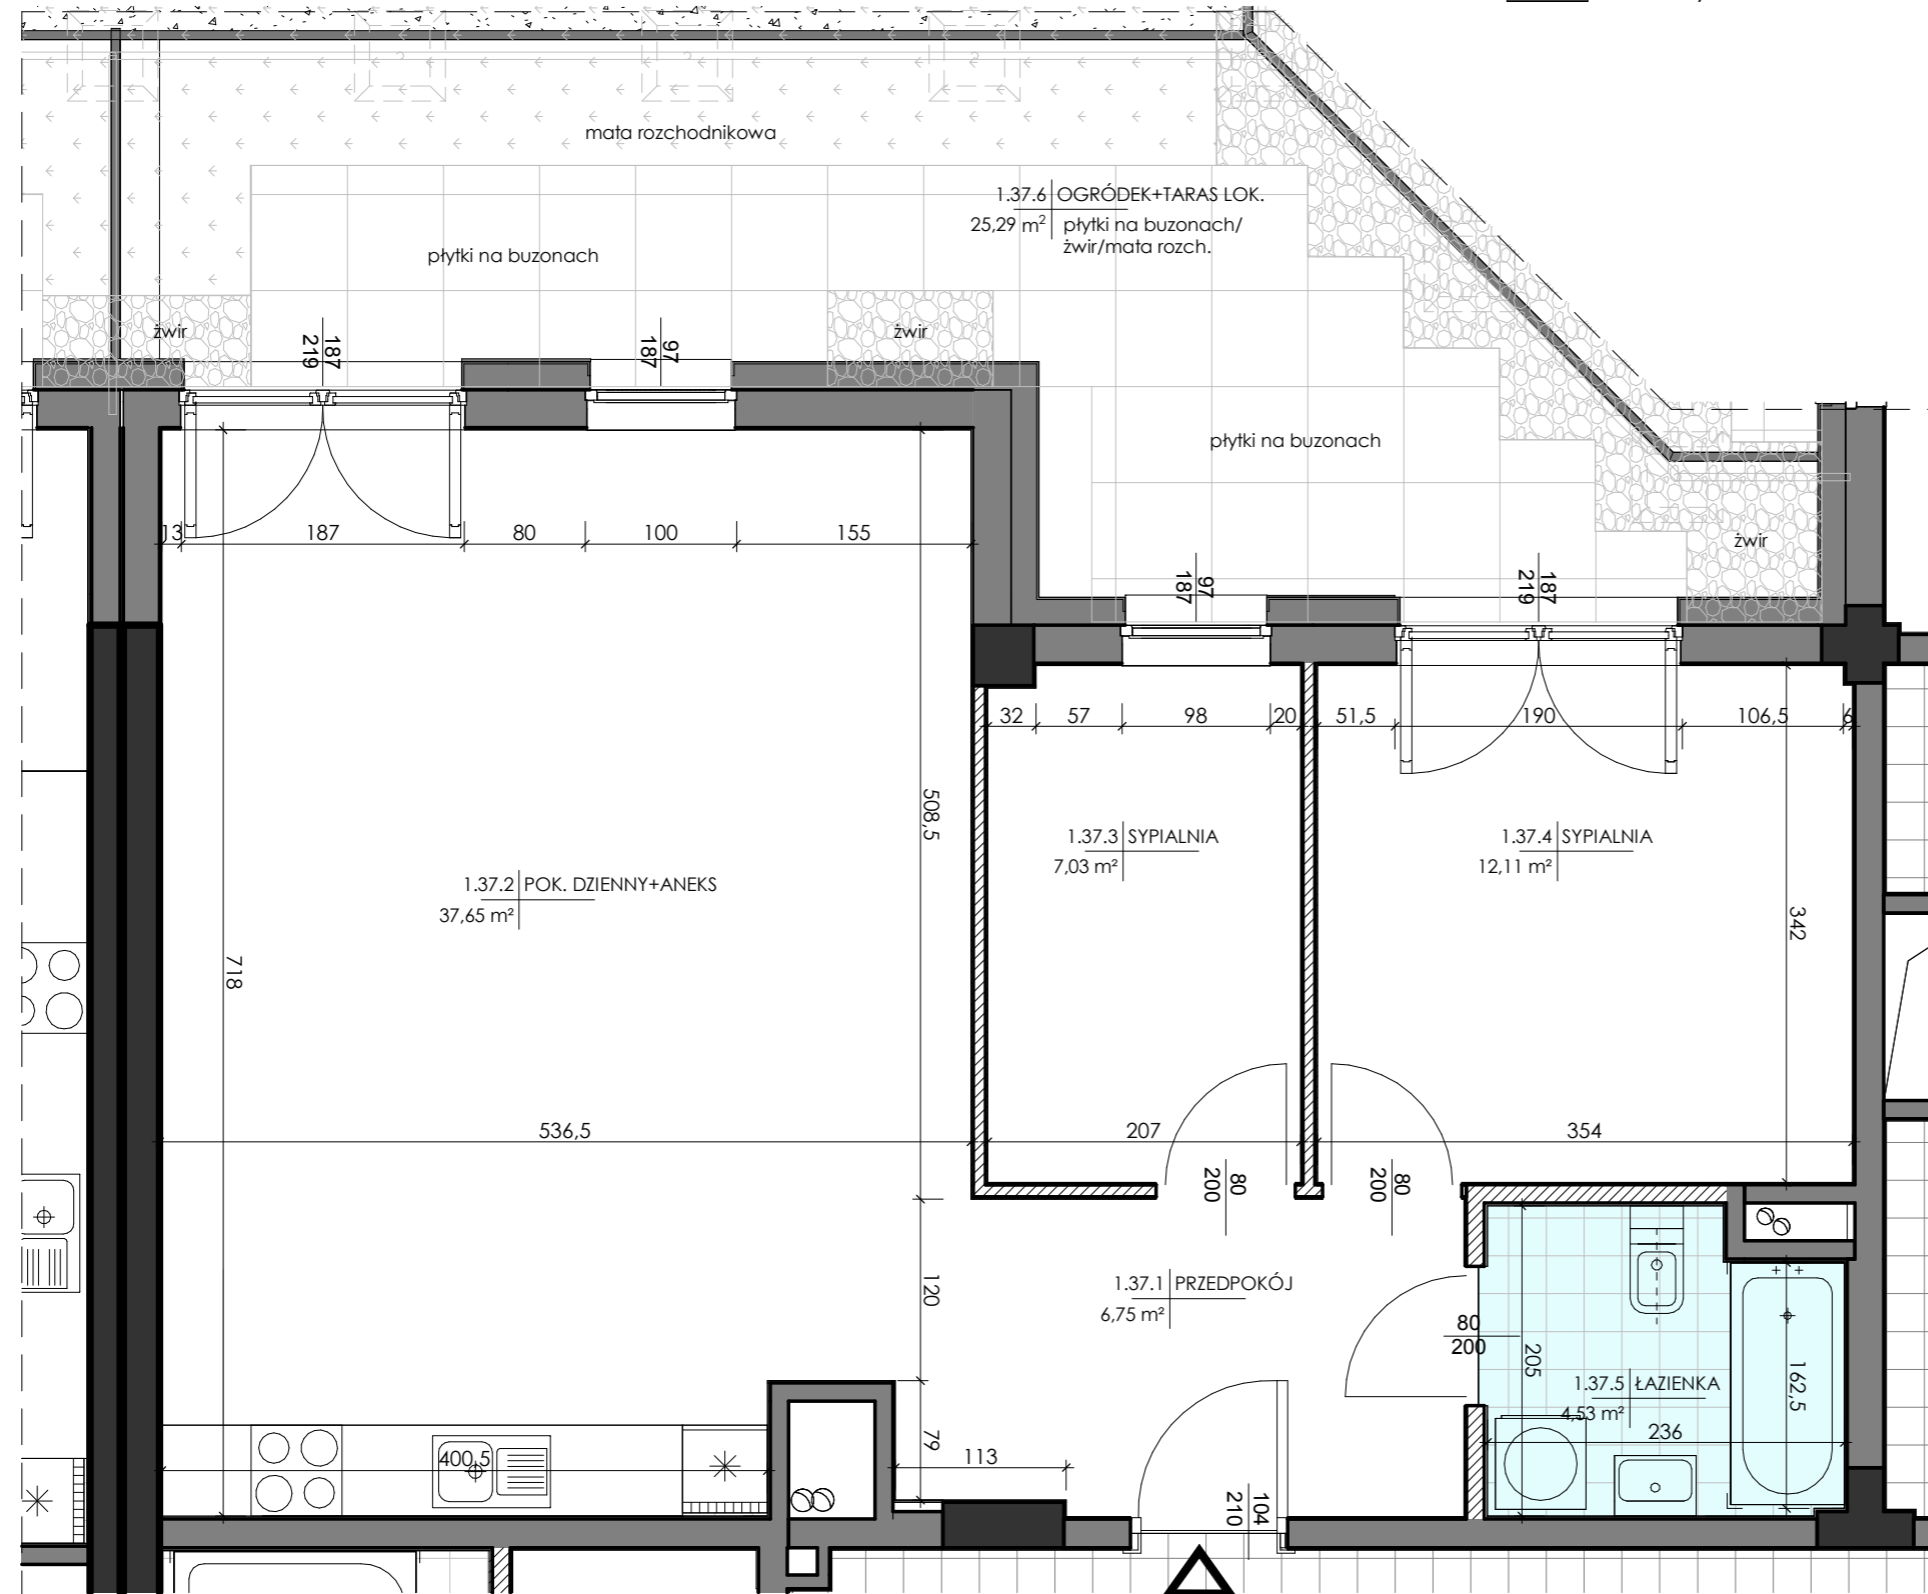 mata rozchodnikowa
1.37.6 OGRÓDEK+TARAS LOK.
25,29 m² płytki na buzonach/
żwir/mata rozch.
płytki na buzonach
żwir
187
219
97
187
żwir
płytki na buzonach
żwir
13
187
80
100
155
97
187
187
219
32
57
98
20
51,5
190
106,5
6
508,5
1.37.3 SYPIALNIA
7,03 m²
1.37.4 SYPIALNIA
12,11 m²
1.37.2 POK. DZIENNY+ANEKS
37,65 m²
342
718
536,5
207
354
80
200
80
200
120
1.37.1 PRZEDPOKÓJ
6,75 m²
80
200
205
1.37.5 ŁAZIENKA
4,53 m²
162,5
236
79
113
400,5
104
210